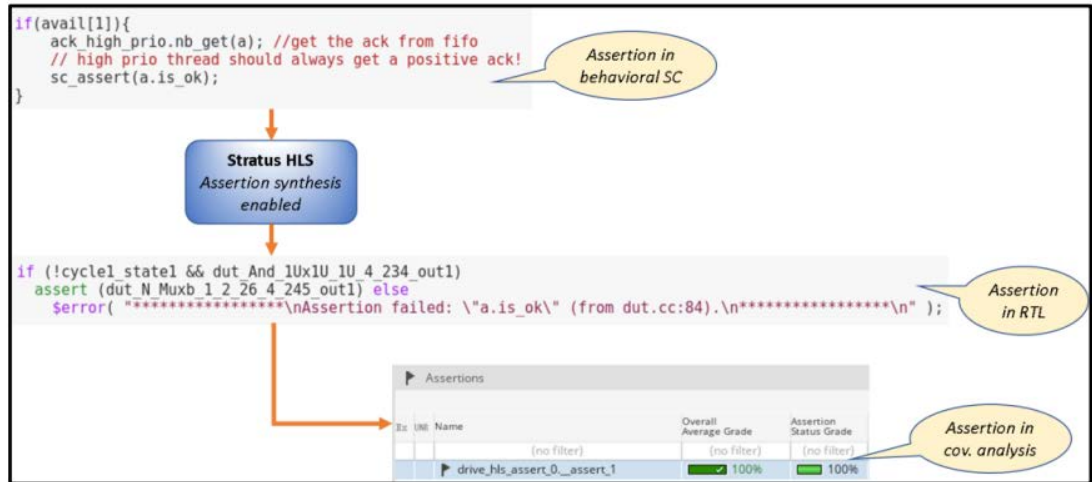 if(avail[1]){
    ack_high_prio.nb_get(a); //get the ack from fifo
    // high prio thread should always get a positive ack!
    sc_assert(a.is_ok);
}
Assertion in
behavioral SC
Stratus HLS
Assertion synthesis
enabled
if (!cycle1_state1 && dut_And_1Ux1U_1U_4_234_out1)
  assert (dut_N_Muxb_1_2_26_4_245_out1) else
    $error( "*****************\nAssertion failed: \"a.is_ok\" (from dut.cc:84).\n*****************\n" );
Assertion
in RTL
Assertions
Ex UNR Name Overall Average Grade Assertion Status Grade
(no filter) (no filter) (no filter)
drive_hls_assert_0.__assert_1 100% 100%
Assertion in
cov. analysis